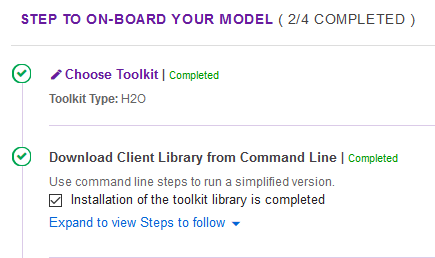 STEP TO ON-BOARD YOUR MODEL ( 2/4 COMPLETED )
Choose Toolkit | Completed
Toolkit Type: H2O
Download Client Library from Command Line | Completed
Use command line steps to run a simplified version.
Installation of the toolkit library is completed
Expand to view Steps to follow